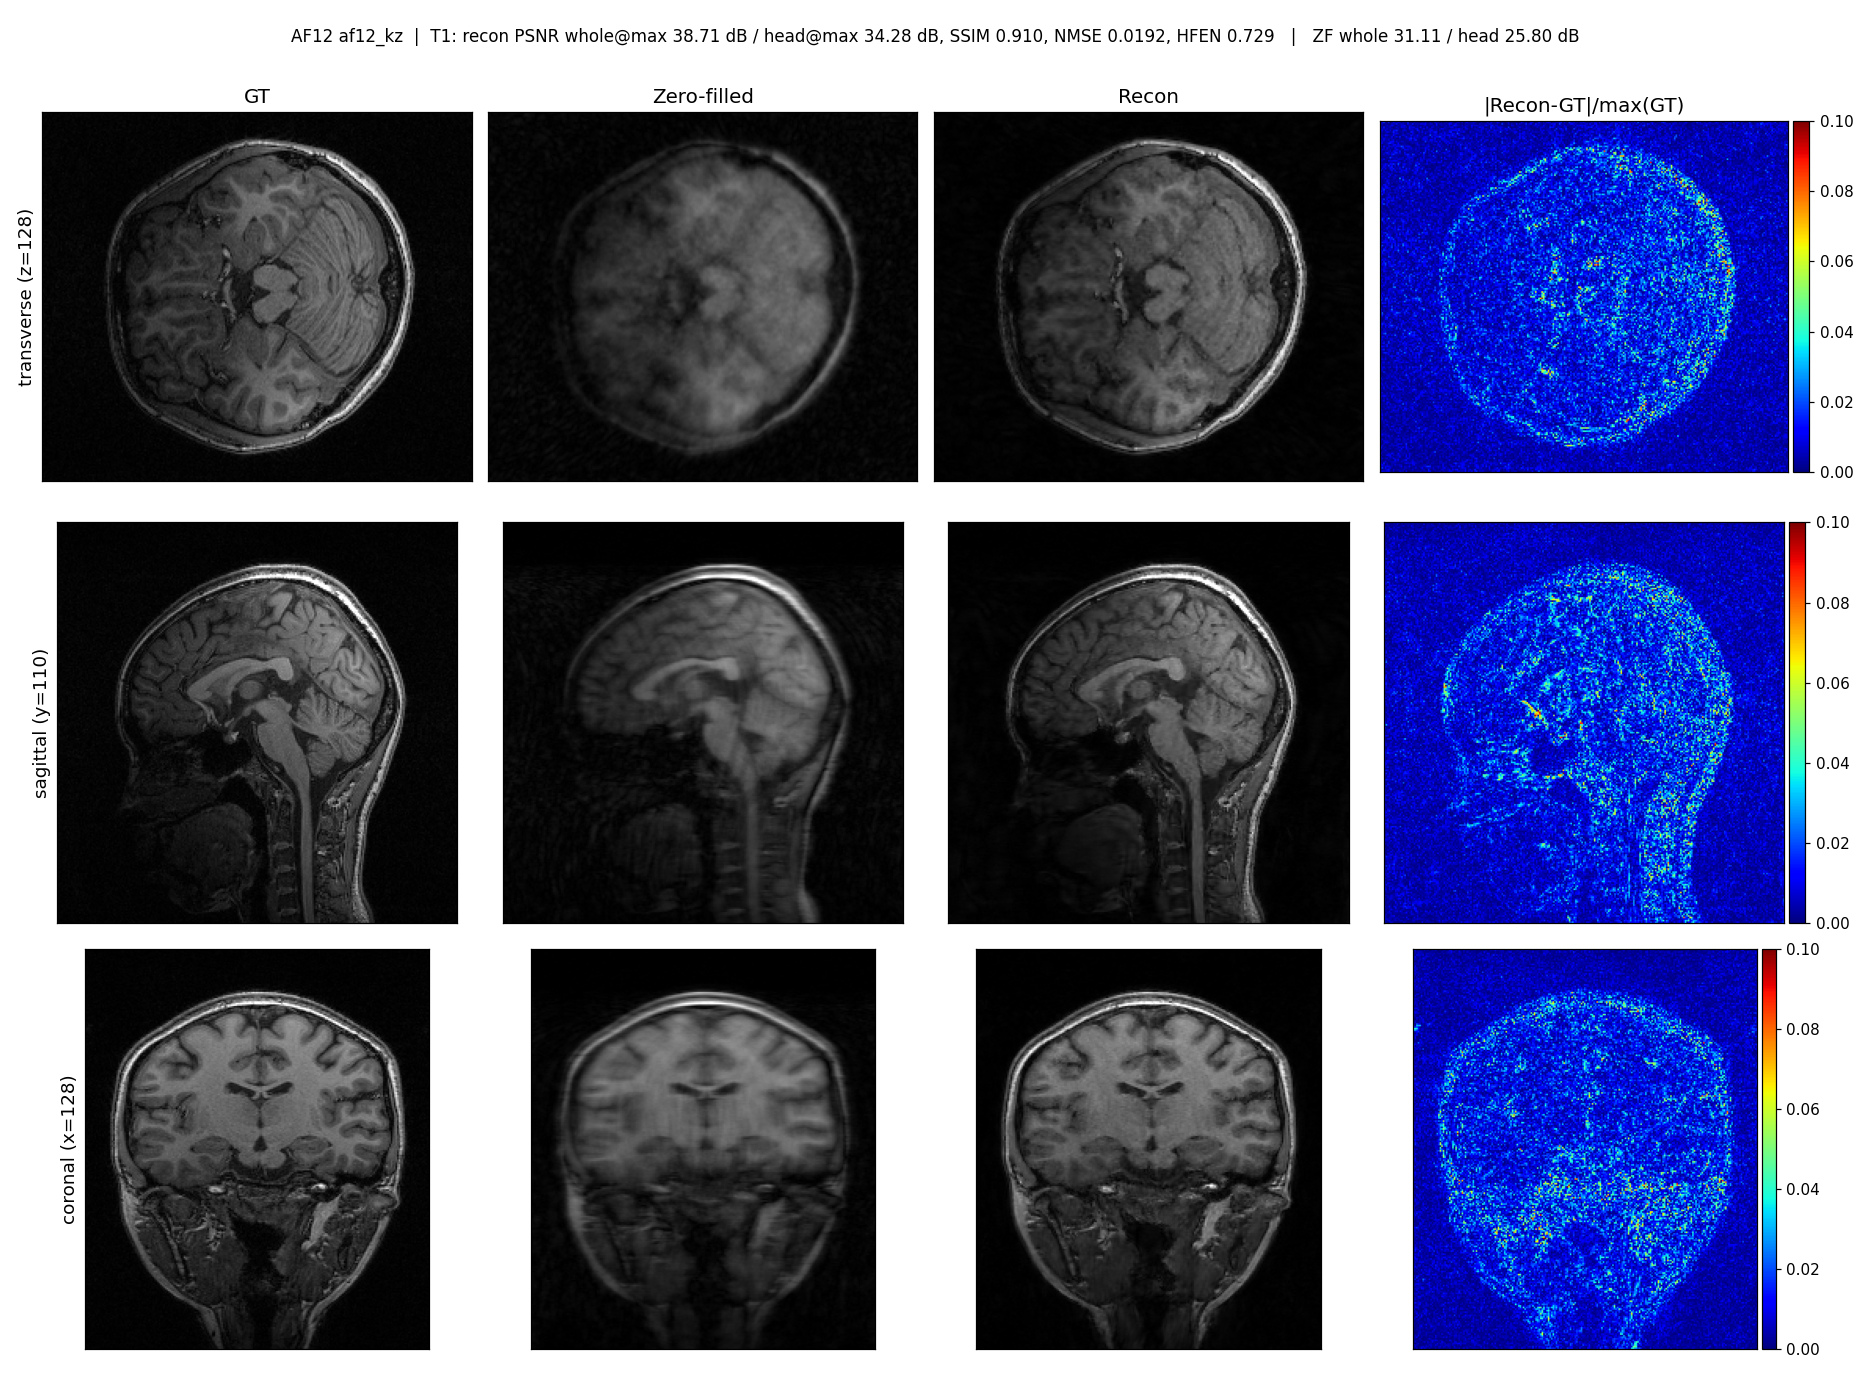 AF12 af12_kz | T1: recon PSNR whole@max 38.71 dB / head@max 34.28 dB, SSIM 0.910, NMSE 0.0192, HFEN 0.729 | ZF whole 31.11 / head 25.80 dB
GT
Zero-filled
Recon
|Recon-GT|/max(GT)
transverse (z=128)
0.10
0.08
0.06
0.04
0.02
0.00
sagittal (y=110)
0.10
0.08
0.06
0.04
0.02
0.00
coronal (x=128)
0.10
0.08
0.06
0.04
0.02
0.00